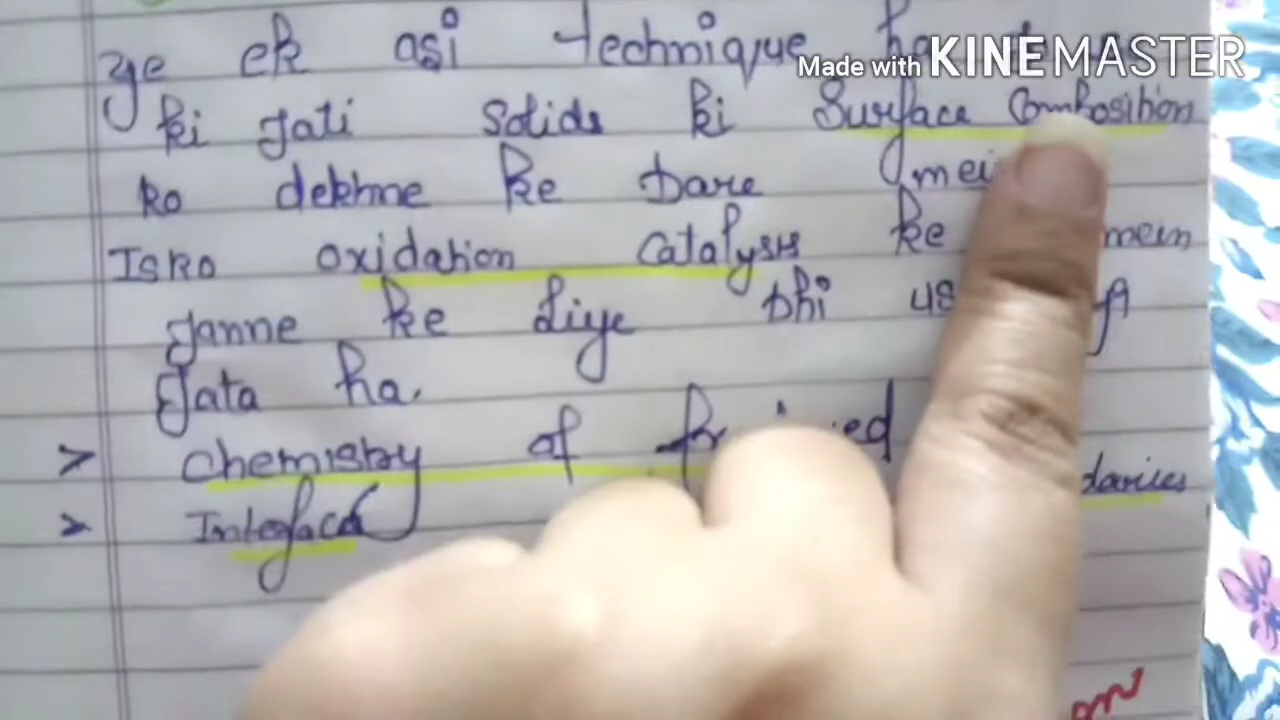 ye ek asi technique
Made with KINEMASTER
ki Jati Solids ki Surface Composition
ko dekhne ke bare mei
Isko oxidation catalysis ke mein
Janne ke liye bhi
Jata ha.
> chemistry of
> Interface